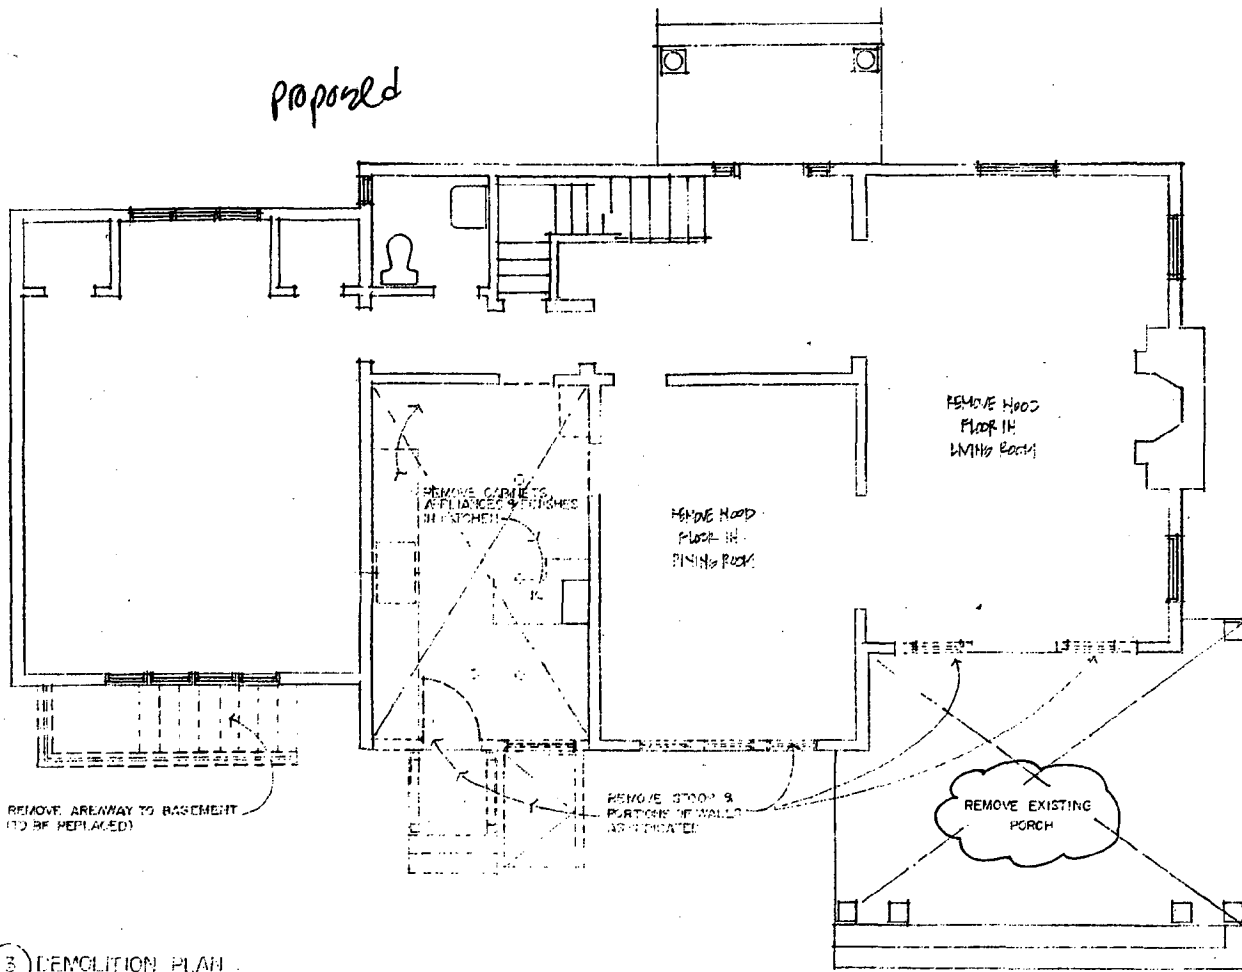 proposed
REMOVE WOOD
FLOOR IN
LIVING ROOM
REMOVE CABINETS,
APPLIANCES & FINISHES
IN KITCHEN
REMOVE WOOD
FLOOR IN
DINING ROOM
REMOVE AREAWAY TO BASEMENT
(TO BE REPLACED)
REMOVE STOOP &
PORTIONS OF WALLS
AS INDICATED
REMOVE EXISTING
PORCH
3 DEMOLITION PLAN